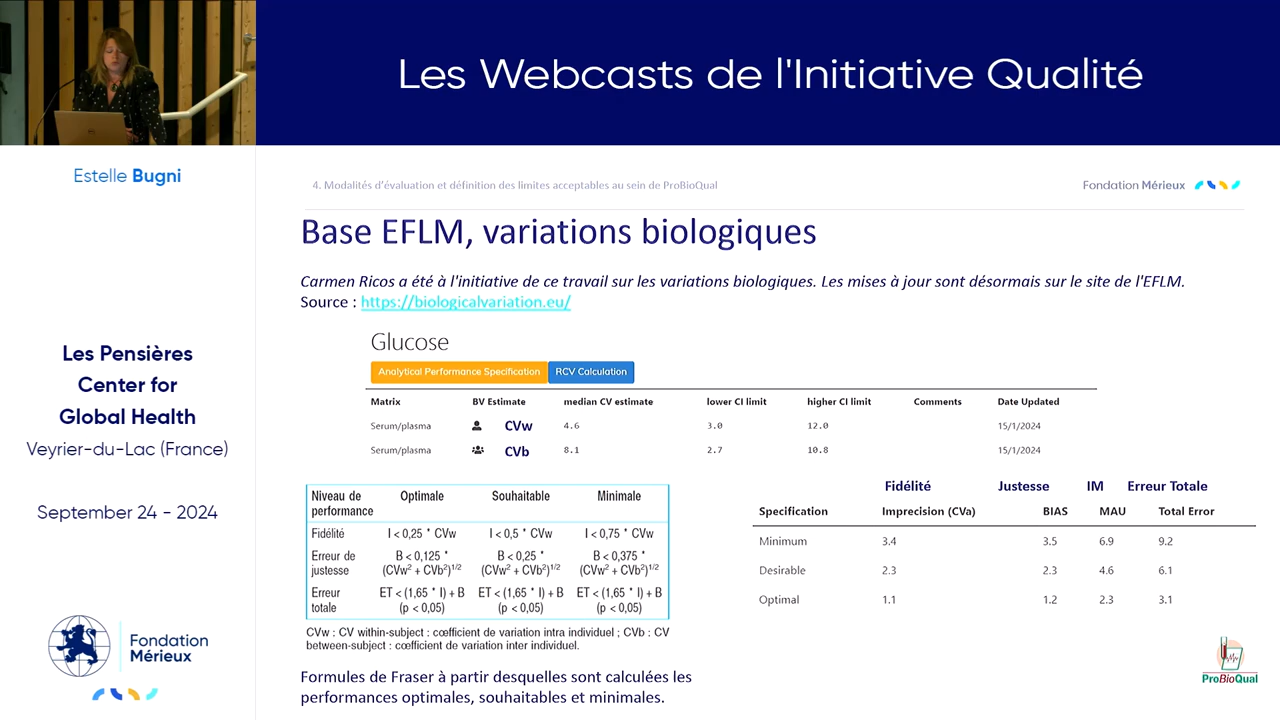 Les Webcasts de l'Initiative Qualité
Estelle Bugni
Les Pensières
Center for
Global Health
Veyrier-du-Lac (France)
September 24 - 2024
Fondation
Mérieux
4. Modalités d'évaluation et définition des limites acceptables au sein de ProBioQual
Fondation Mérieux
Base EFLM, variations biologiques
Carmen Ricos a été à l'initiative de ce travail sur les variations biologiques. Les mises à jour sont désormais sur le site de l'EFLM.
Source : https://biologicalvariation.eu/
Glucose
Analytical Performance Specification RCV Calculation
Matrix BV Estimate median CV estimate lower CI limit higher CI limit Comments Date Updated
Serum/plasma CVw 4.6 3.0 12.0 15/1/2024
Serum/plasma CVb 8.1 2.7 10.8 15/1/2024
Niveau de performance Optimale Souhaitable Minimale
Fidélité I < 0,25 * CVw I < 0,5 * CVw I < 0,75 * CVw
Erreur de B < 0,125 * B < 0,25 * B < 0,375 *
justesse (CVw² + CVb²)1/2 (CVw² + CVb²)1/2 (CVw² + CVb²)1/2
Erreur ET < (1,65 * I) + B ET < (1,65 * I) + B ET < (1,65 * I) + B
totale (p < 0,05) (p < 0,05) (p < 0,05)
CVw : CV within-subject : cœfficient de variation intra individuel ; CVb : CV
between-subject : cœfficient de variation inter individuel.
Formules de Fraser à partir desquelles sont calculées les
performances optimales, souhaitables et minimales.
Fidélité Justesse IM Erreur Totale
Specification Imprecision (CVa) BIAS MAU Total Error
Minimum 3.4 3.5 6.9 9.2
Desirable 2.3 2.3 4.6 6.1
Optimal 1.1 1.2 2.3 3.1
ProBioQual